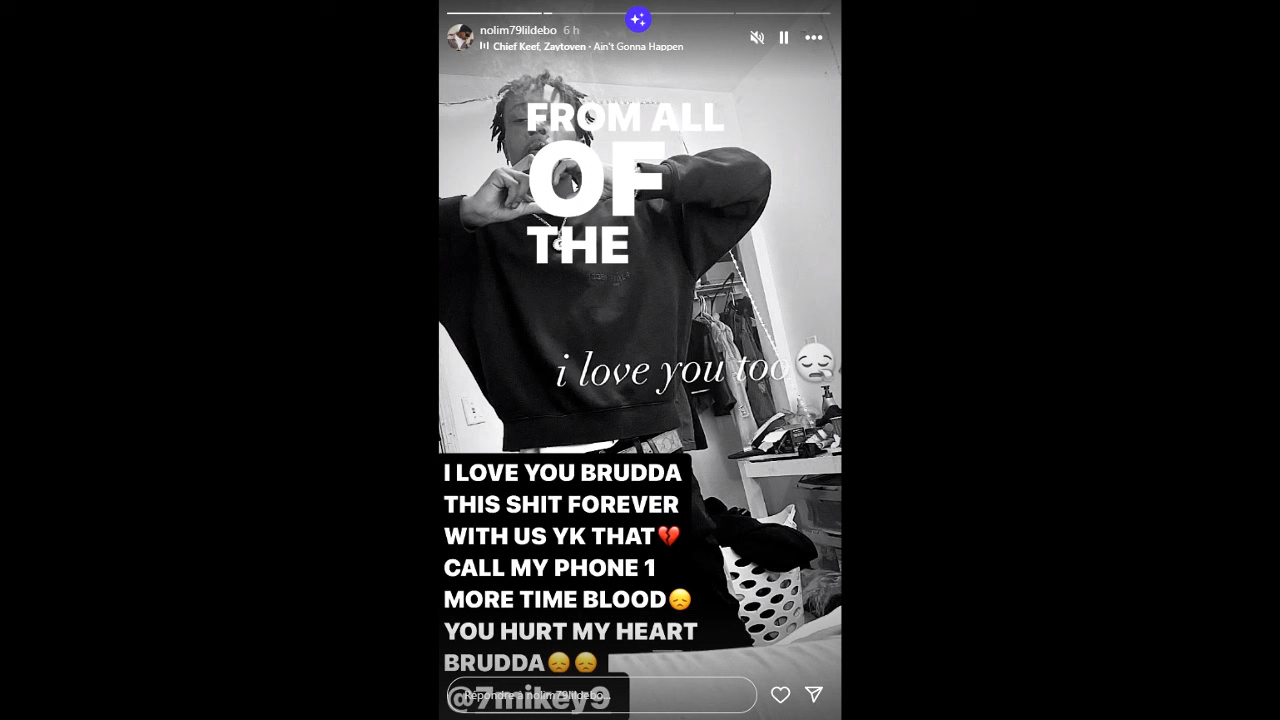 nolim79lildebo 6 h
Chief Keef, Zaytoven · Ain't Gonna Happen
FROM ALL
OF
THE
i love you too😪
I LOVE YOU BRUDDA
THIS SHIT FOREVER
WITH US YK THAT💔
CALL MY PHONE 1
MORE TIME BLOOD😞
YOU HURT MY HEART
BRUDDA😞😞
@7mikey9
Répondre à nolim79lildebo...